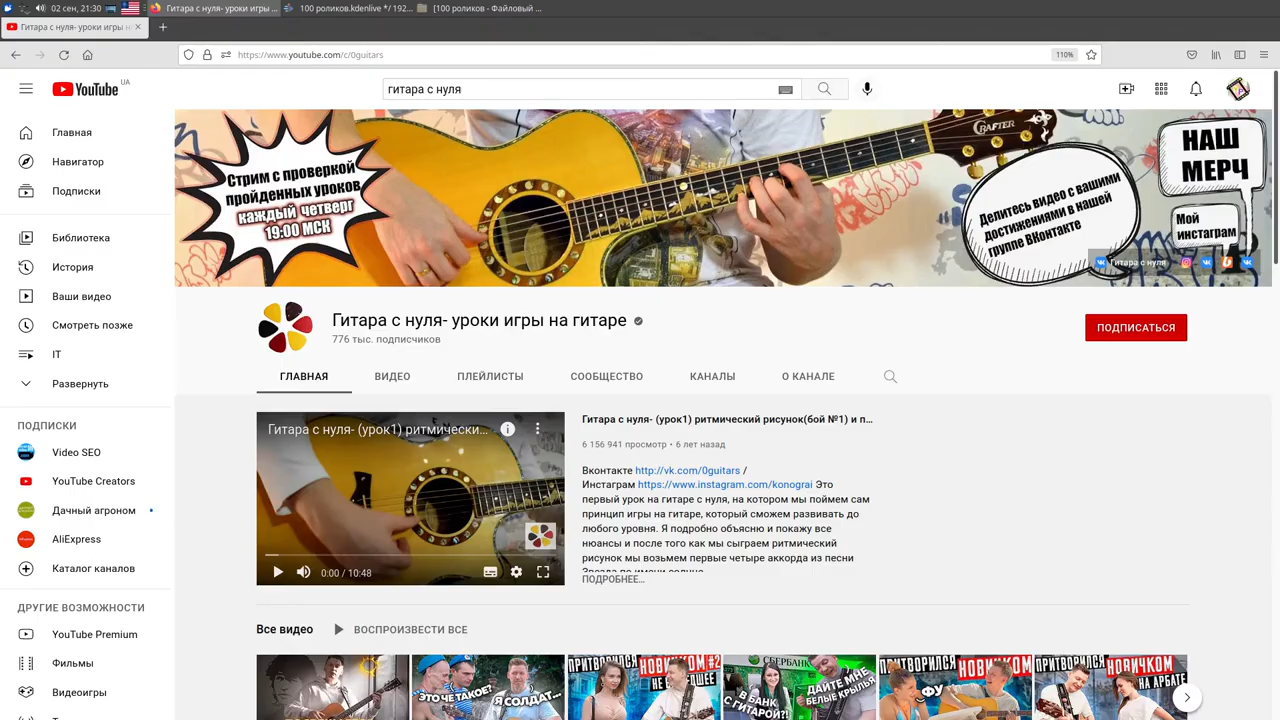 02 сен, 21:30
Гитара с нуля- уроки игры
100 роликов.kdenlive */ 192...
[100 роликов - Файловый ...
Гитара с нуля- уроки игры н
https://www.youtube.com/c/0guitars
110%
YouTube
UA
гитара с нуля
Главная
Навигатор
Подписки
Библиотека
История
Ваши видео
Смотреть позже
IT
Развернуть
ПОДПИСКИ
Video SEO
YouTube Creators
Дачный агроном
AliExpress
Каталог каналов
ДРУГИЕ ВОЗМОЖНОСТИ
YouTube Premium
Фильмы
Видеоигры
Стрим с проверкой
пройденных уроков
каждый четверг
19:00 МСК
CRAFTER
Делитесь видео с вашими
достижениями в нашей
группе ВКонтакте
НАШ
МЕРЧ
Мой
инстаграм
Гитара с нуля
Гитара с нуля- уроки игры на гитаре
776 тыс. подписчиков
ПОДПИСАТЬСЯ
ГЛАВНАЯ
ВИДЕО
ПЛЕЙЛИСТЫ
СООБЩЕСТВО
КАНАЛЫ
О КАНАЛЕ
Гитара с нуля- (урок1) ритмически...
0:00 / 10:48
Гитара с нуля- (урок1) ритмический рисунок(бой №1) и п...
6 156 941 просмотр • 6 лет назад
Вконтакте http://vk.com/0guitars /
Инстаграм https://www.instagram.com/konograi Это
первый урок на гитаре с нуля, на котором мы поймем сам
принцип игры на гитаре, который сможем развивать до
любого уровня. Я подробно объясню и покажу все
нюансы и после того как мы сыграем ритмический
рисунок мы возьмем первые четыре аккорда из песни
Звезда по имени солнце
ПОДРОБНЕЕ...
Все видео
ВОСПРОИЗВЕСТИ ВСЕ
ЭТО ЧЕ ТАКОЕ?
Я СОЛДАТ...
ПРИТВОРИЛСЯ
НОВИЧКОМ #2
СБЕРБАНК
В БАНК
С ГИТАРОЙ?!
ДАЙТЕ МНЕ
БЕЛЫЕ КРЫЛЬЯ
ПРИТВОРИЛСЯ НОВИЧКОМ
ФУ
ПРИТВОРИЛСЯ НОВИЧКОМ
НА АРБАТЕ